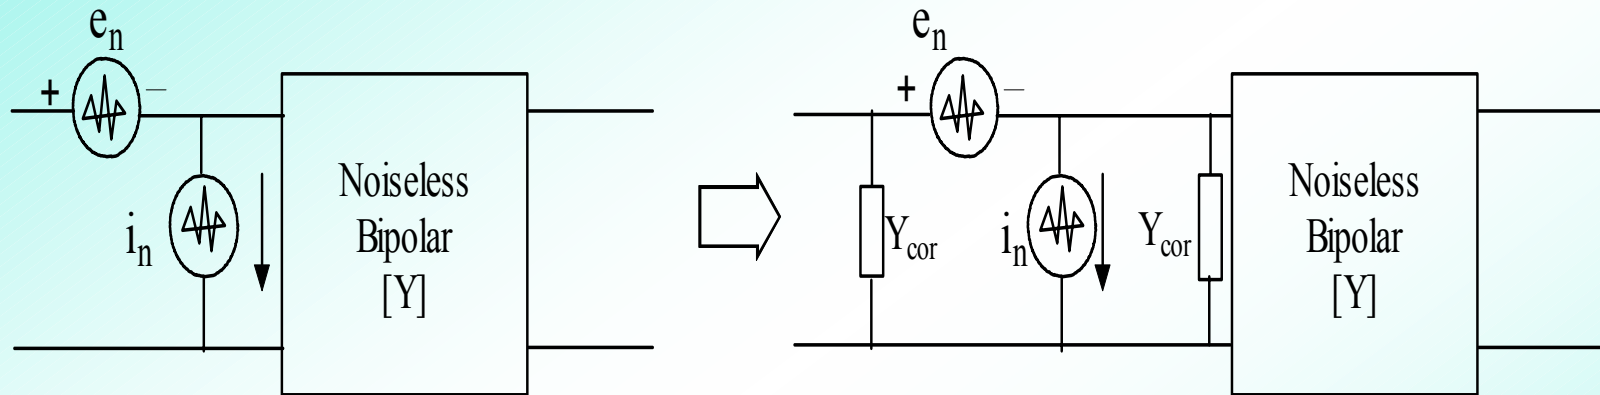 e_n
+ −
i_n
Noiseless
Bipolar
[Y]
e_n
+ −
Y_cor
i_n
Y_cor
Noiseless
Bipolar
[Y]